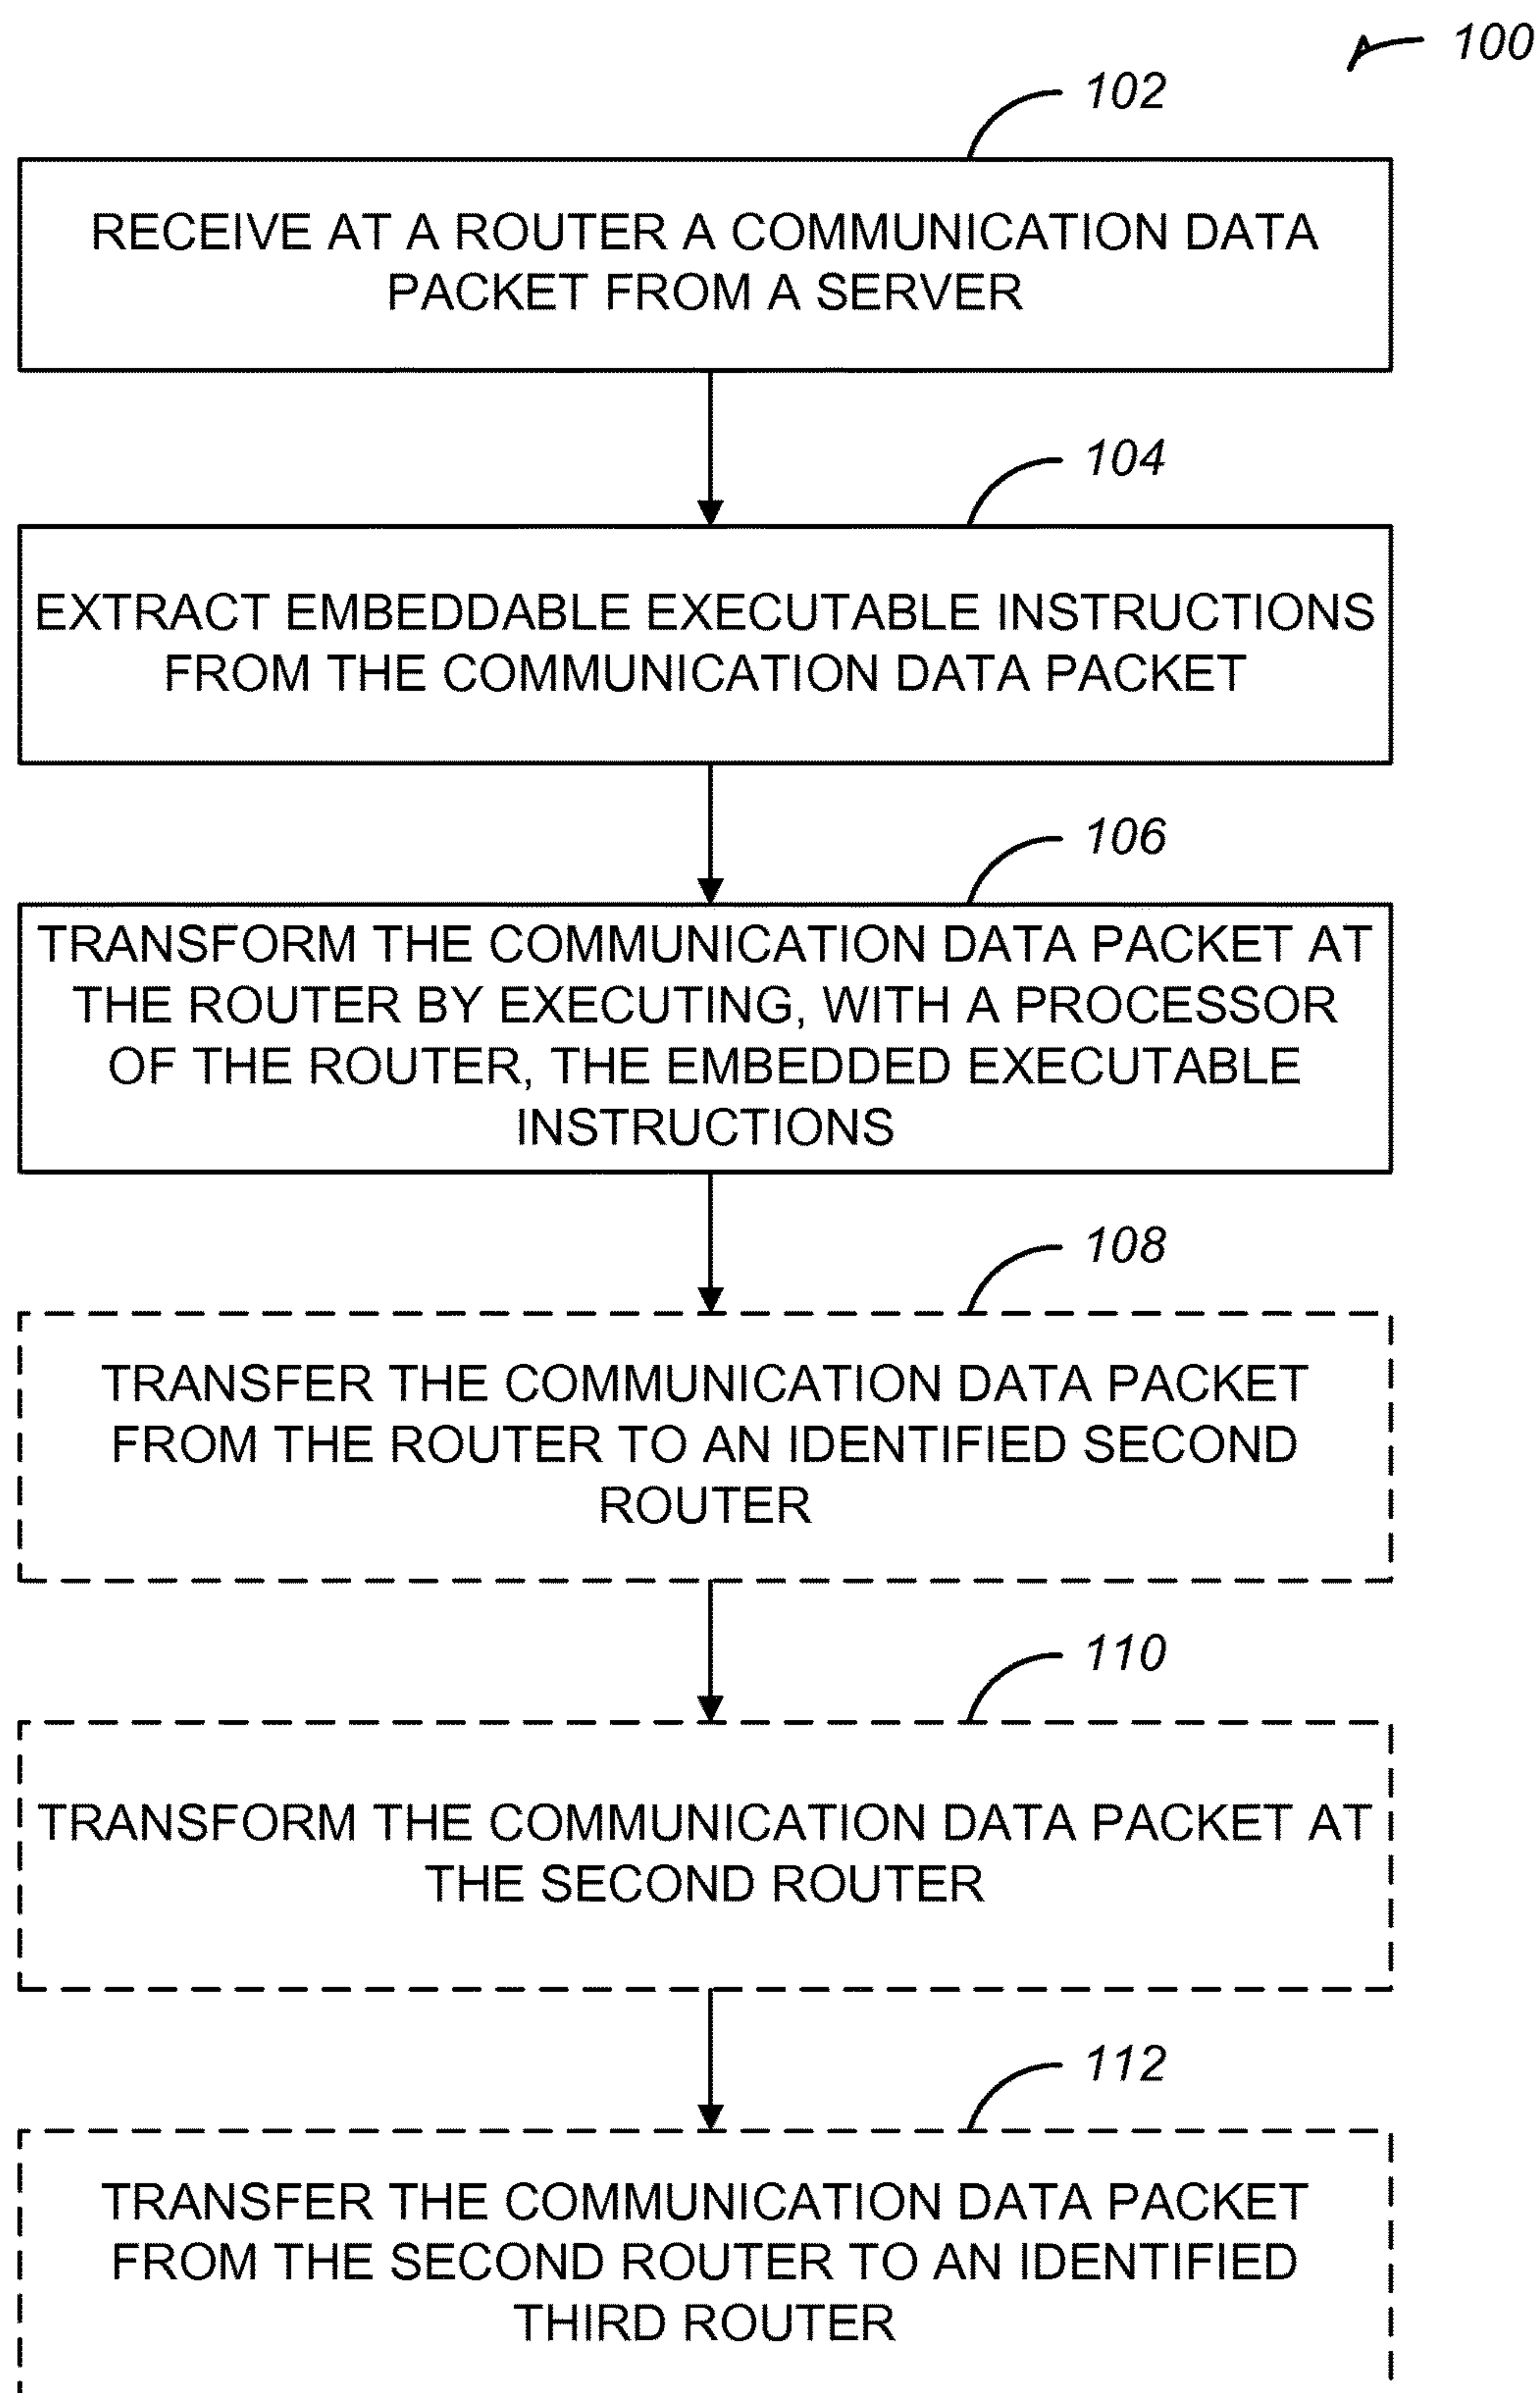 100
102
RECEIVE AT A ROUTER A COMMUNICATION DATA
PACKET FROM A SERVER
104
EXTRACT EMBEDDABLE EXECUTABLE INSTRUCTIONS
FROM THE COMMUNICATION DATA PACKET
106
TRANSFORM THE COMMUNICATION DATA PACKET AT
THE ROUTER BY EXECUTING, WITH A PROCESSOR
OF THE ROUTER, THE EMBEDDED EXECUTABLE
INSTRUCTIONS
108
TRANSFER THE COMMUNICATION DATA PACKET
FROM THE ROUTER TO AN IDENTIFIED SECOND
ROUTER
110
TRANSFORM THE COMMUNICATION DATA PACKET AT
THE SECOND ROUTER
112
TRANSFER THE COMMUNICATION DATA PACKET
FROM THE SECOND ROUTER TO AN IDENTIFIED
THIRD ROUTER